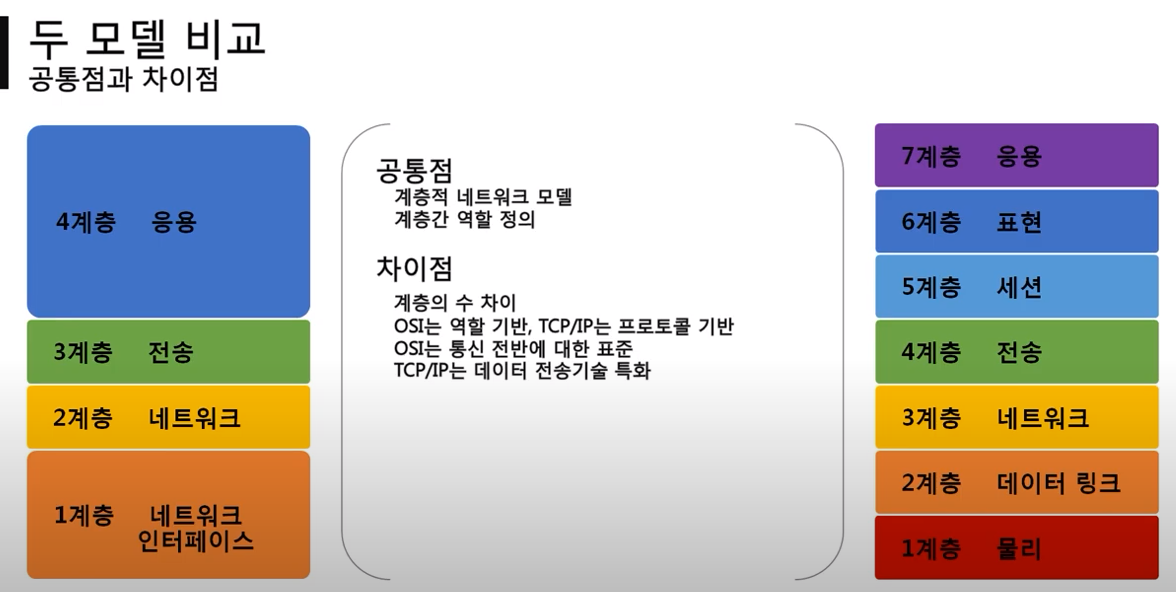 두 모델 비교
공통점과 차이점
4계층 응용
3계층 전송
2계층 네트워크
1계층 네트워크
인터페이스
공통점
계층적 네트워크 모델
계층간 역할 정의
차이점
계층의 수 차이
OSI는 역할 기반, TCP/IP는 프로토콜 기반
OSI는 통신 전반에 대한 표준
TCP/IP는 데이터 전송기술 특화
7계층 응용
6계층 표현
5계층 세션
4계층 전송
3계층 네트워크
2계층 데이터 링크
1계층 물리